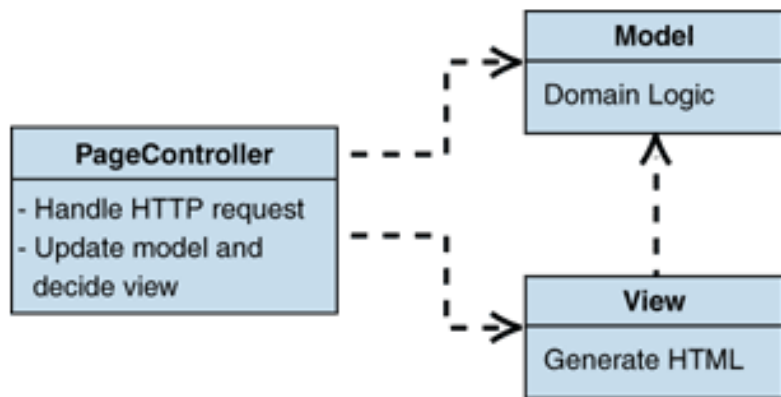 Model
Domain Logic
PageController
- Handle HTTP request
- Update model and
decide view
View
Generate HTML